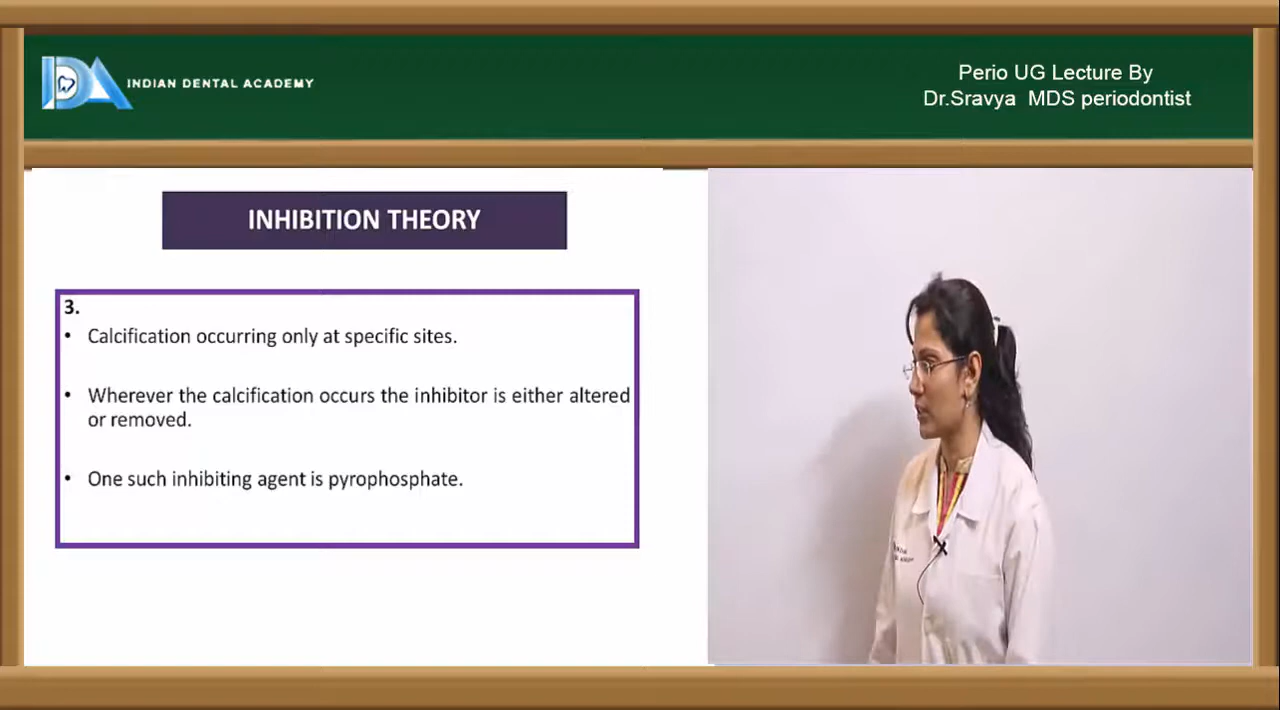 INDIAN DENTAL ACADEMY
Perio UG Lecture By
Dr.Sravya MDS periodontist
INHIBITION THEORY
3.
• Calcification occurring only at specific sites.
• Wherever the calcification occurs the inhibitor is either altered
or removed.
• One such inhibiting agent is pyrophosphate.